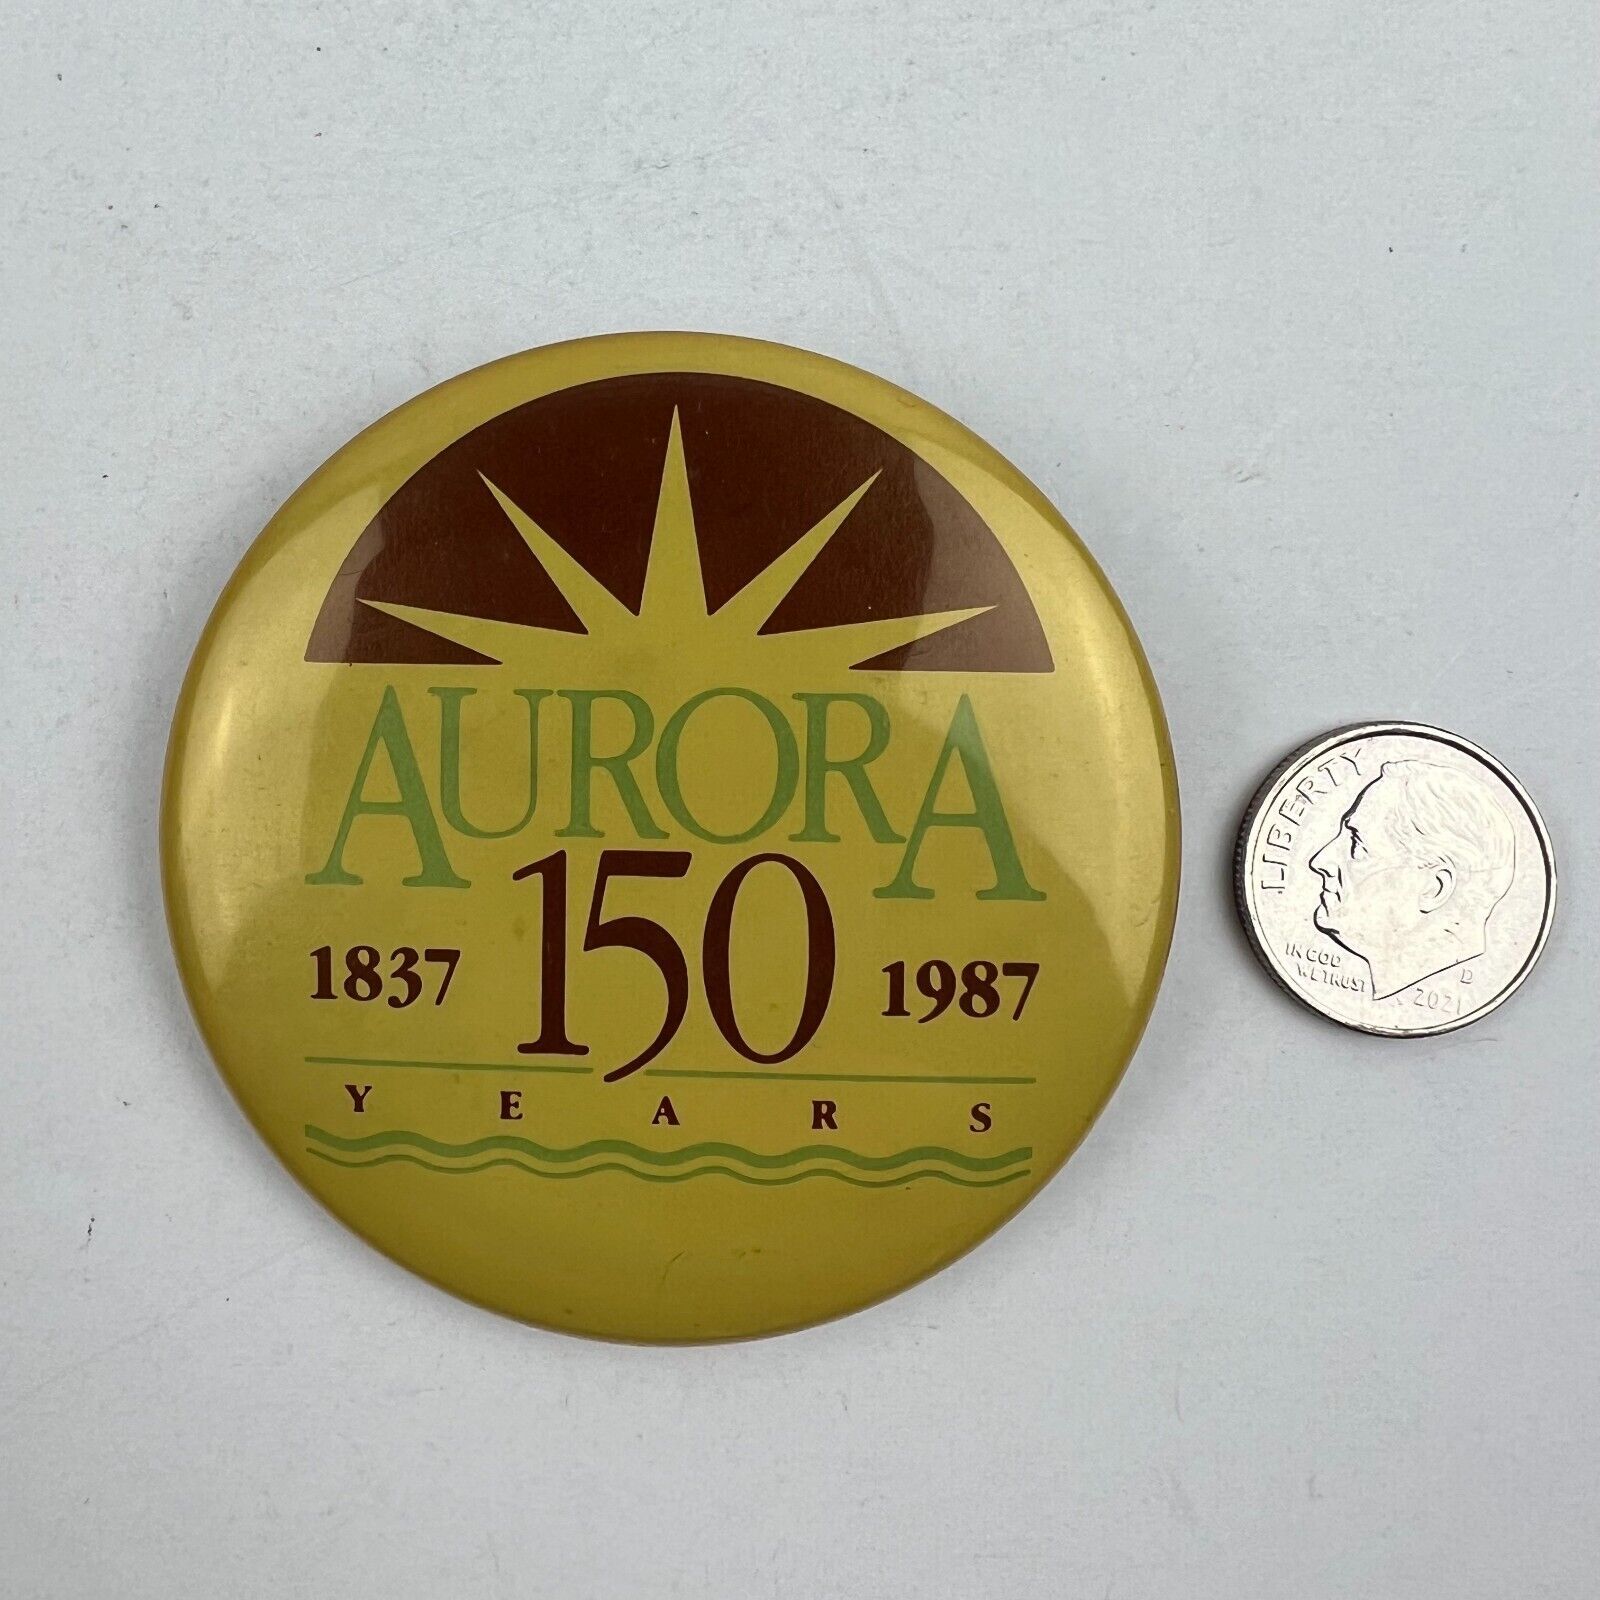 AURORA
150
1837 1987
YEARS
LIBERTY
IN GOD
WE TRUST
D
2021